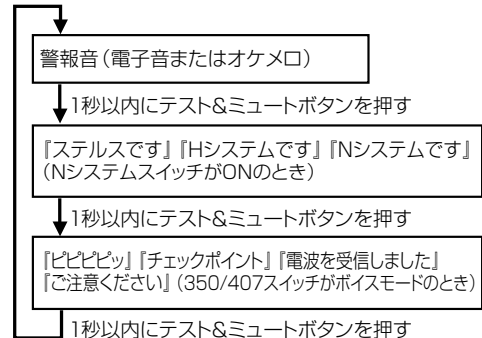 警報音（電子音またはオケメロ）
1秒以内にテスト&ミュートボタンを押す
『ステルスです』『Hシステムです』『Nシステムです』
（NシステムスイッチがONのとき）
1秒以内にテスト&ミュートボタンを押す
『ピピピピッ』『チェックポイント』『電波を受信しました』
『ご注意ください』（350/407スイッチがボイスモードのとき）
1秒以内にテスト&ミュートボタンを押す